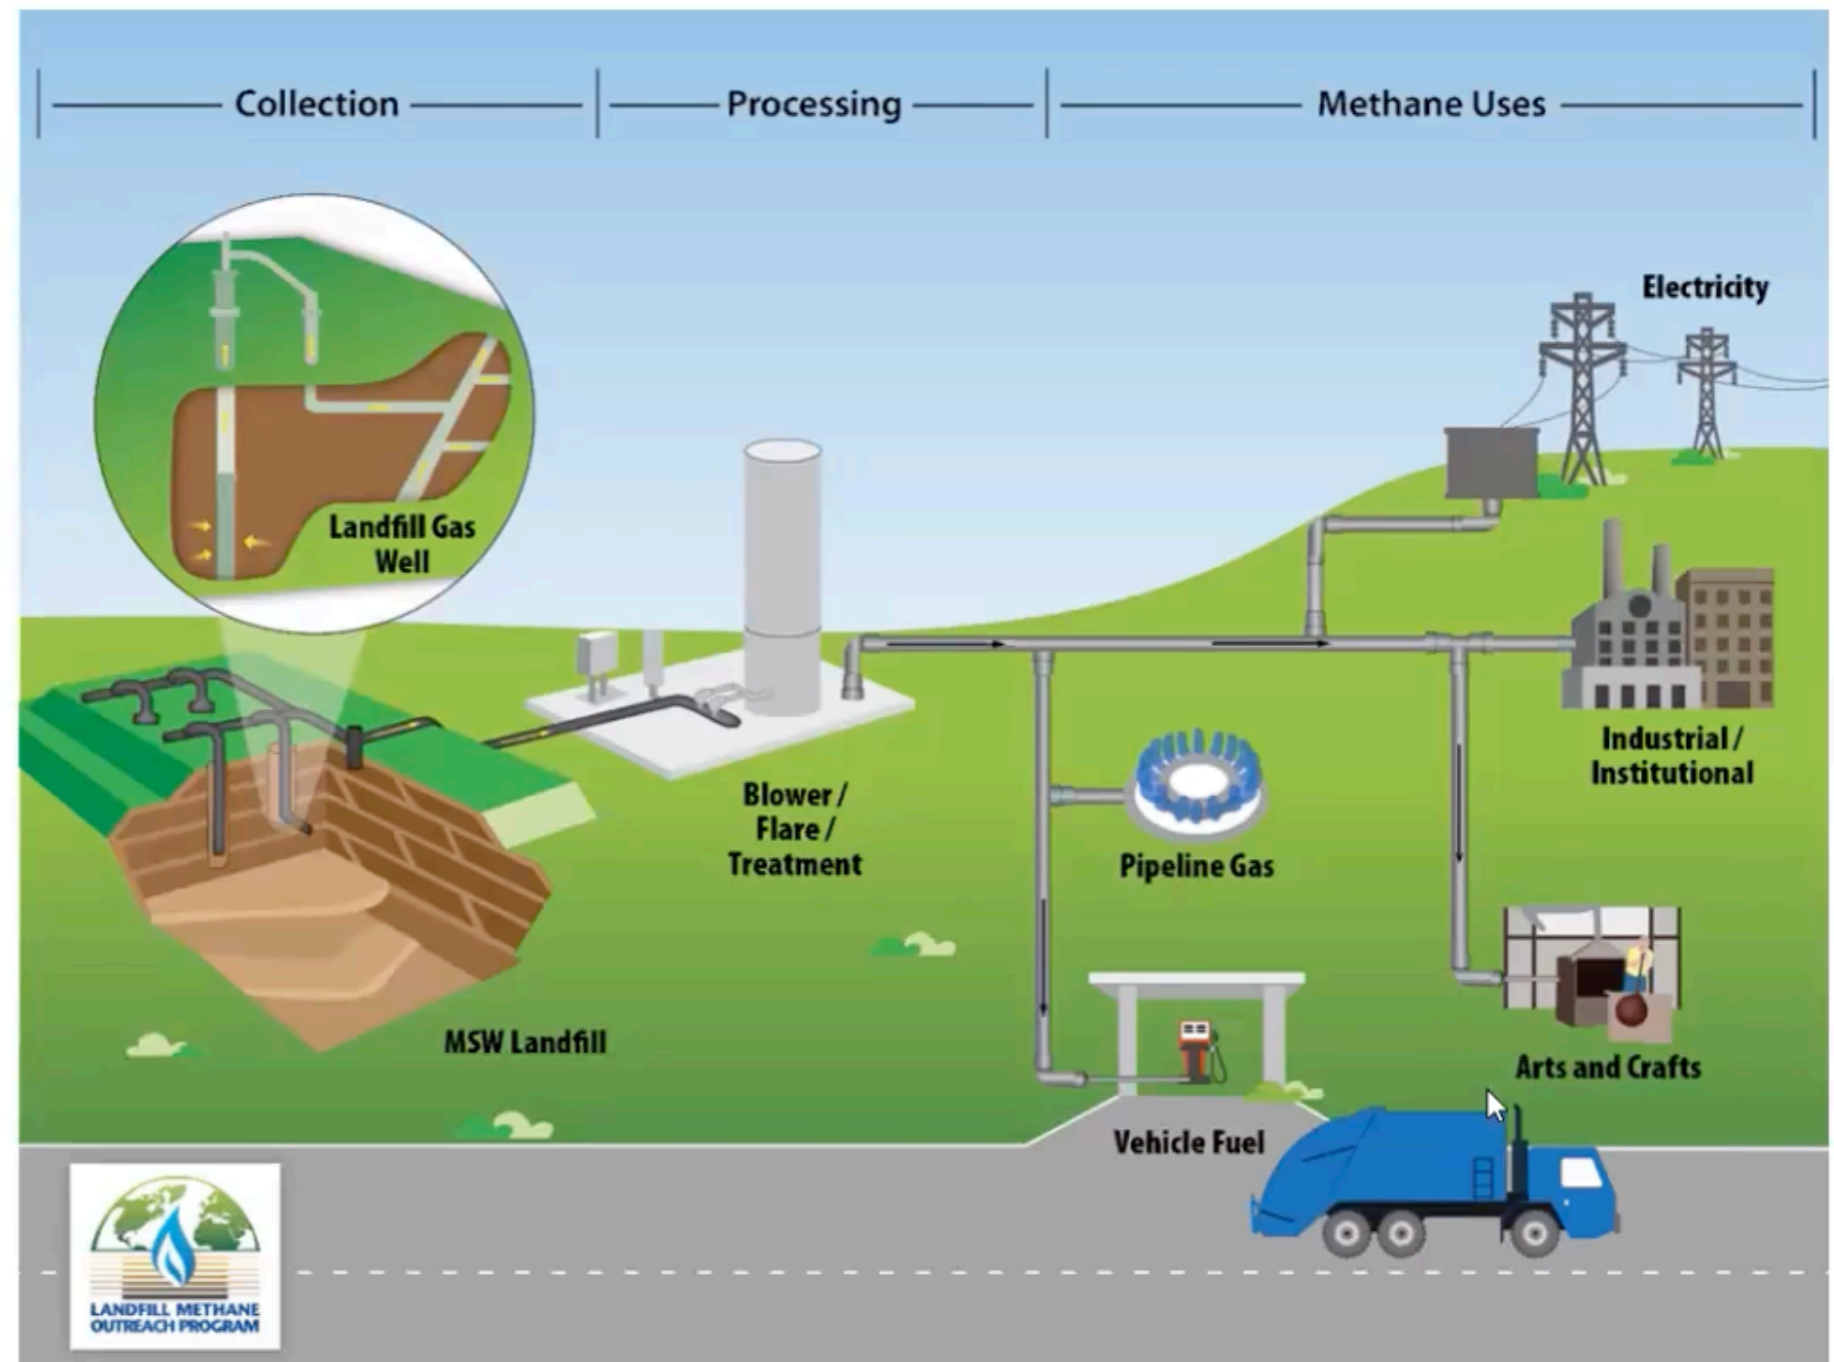 Collection
Processing
Methane Uses
Electricity
Landfill Gas
Well
Industrial /
Institutional
Blower /
Flare /
Treatment
Pipeline Gas
MSW Landfill
Arts and Crafts
Vehicle Fuel
LANDFILL METHANE
OUTREACH PROGRAM